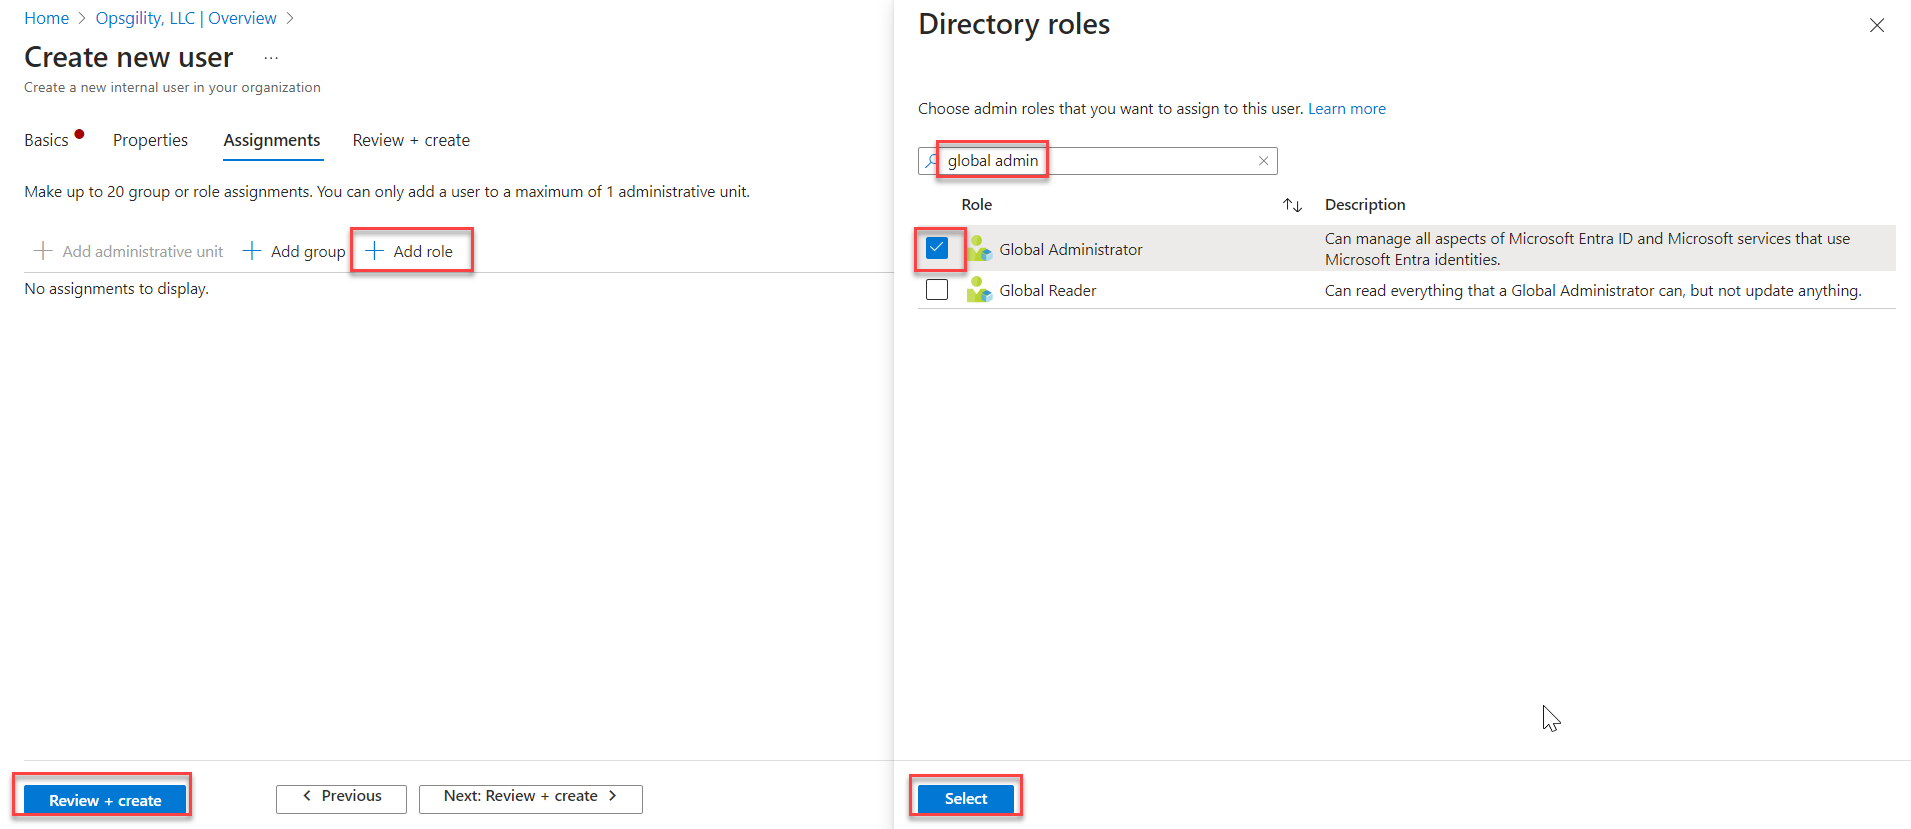 Home > Opsgility, LLC | Overview >
Create new user ...
Create a new internal user in your organization
Basics Properties Assignments Review + create
Make up to 20 group or role assignments. You can only add a user to a maximum of 1 administrative unit.
+ Add administrative unit + Add group + Add role
No assignments to display.
Review + create < Previous Next: Review + create >
Directory roles
Choose admin roles that you want to assign to this user. Learn more
global admin
Role Description
Global Administrator Can manage all aspects of Microsoft Entra ID and Microsoft services that use
Microsoft Entra identities.
Global Reader Can read everything that a Global Administrator can, but not update anything.
Select